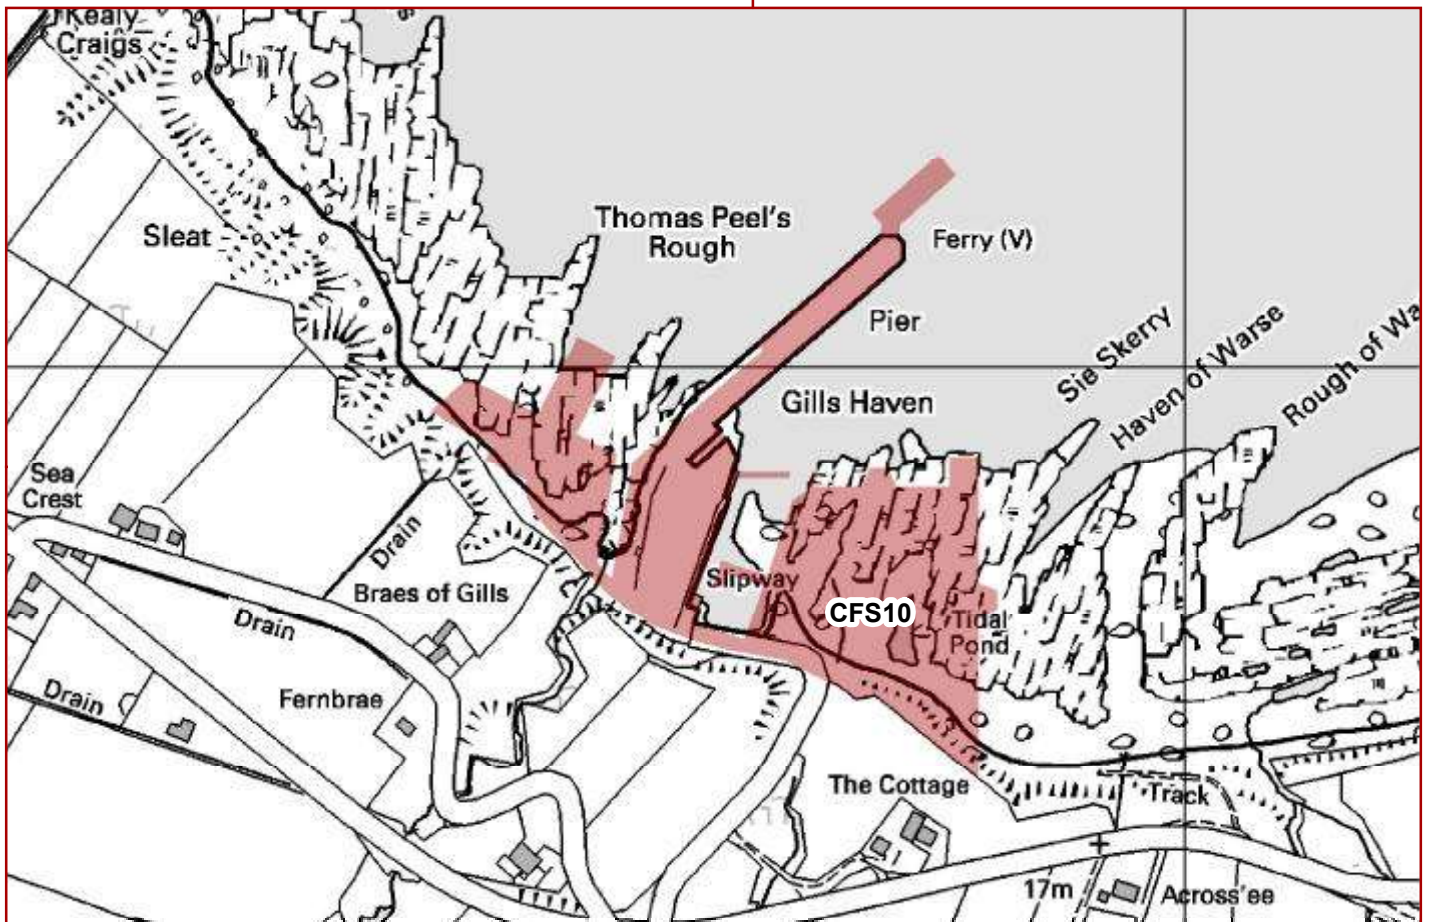 Kealy
Craigs
Sleat
Thomas Peel's
Rough
Ferry (V)
Pier
Gills Haven
Sie Skerry
Haven of Warse
Rough of Wa
Sea
Crest
Drain
Braes of Gills
Drain
Slipway
CFS10
Tidal
Pond
Drain
Fernbrae
The Cottage
Track
17m
Across'ee